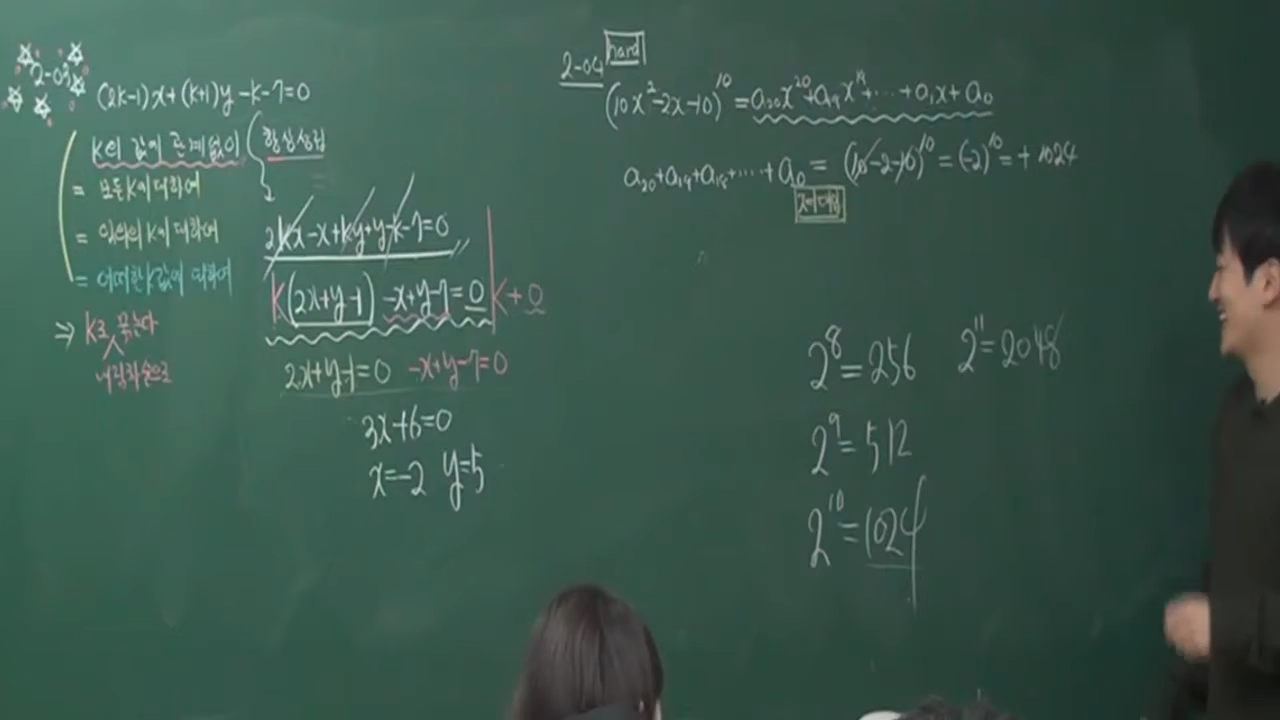 2-03
(2k-1)x+(k+1)y-k-7=0
k의 값에 관계없이 항상성립
= 모든 k에 대하여
= 임의의 k에 대하여
= 어떠한 k값에 대하여
⇒ k로 묶는다
내림차순으로
2kx-x+ky+y-k-7=0
k(2x+y-1)-x+y-7=0k+0
2x+y-1=0 -x+y-7=0
3x+6=0
x=-2 y=5
2-04 hard
(10x²-2x-10)¹⁰=a₂₀x²⁰+a₁₉x¹⁹+…+a₁x+a₀
a₂₀+a₁₉+a₁₈+…+a₀=(10-2-10)¹⁰=(-2)¹⁰=+1024
2⁸=256 2¹¹=2048
2⁹=512
2¹⁰=1024